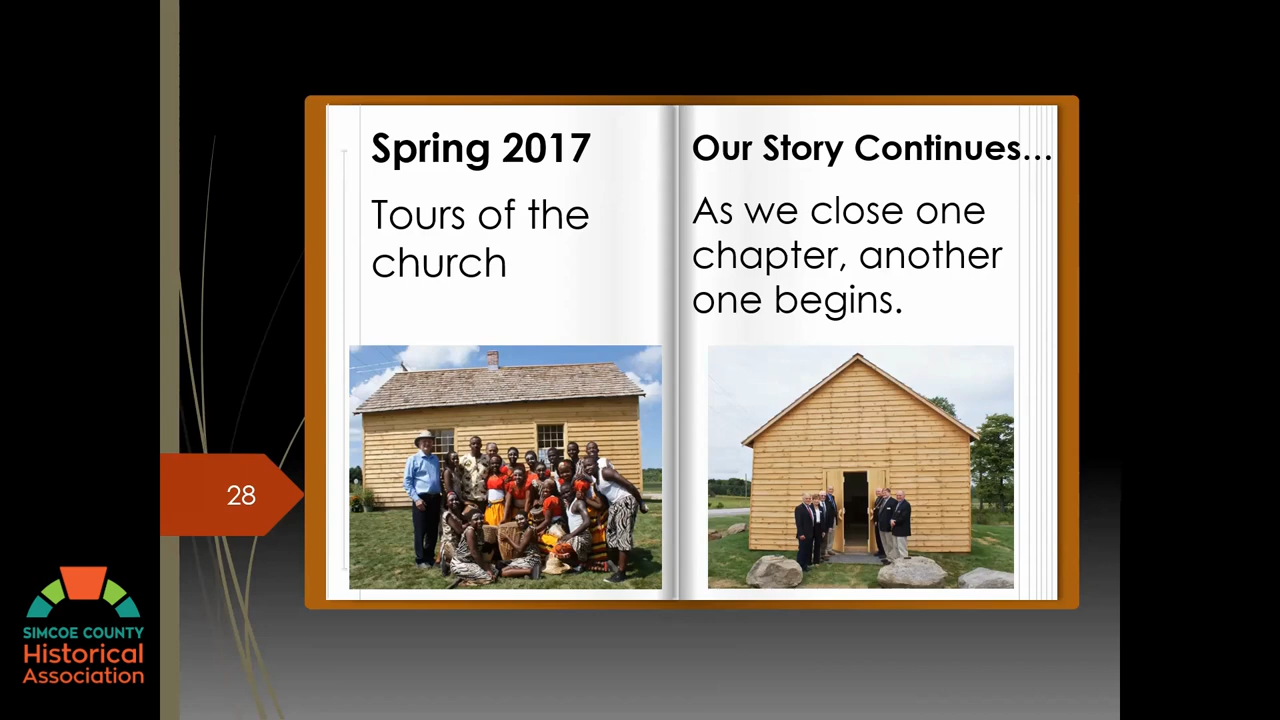 Spring 2017
Tours of the
church
Our Story Continues...
As we close one
chapter, another
one begins.
28
SIMCOE COUNTY
Historical
Association